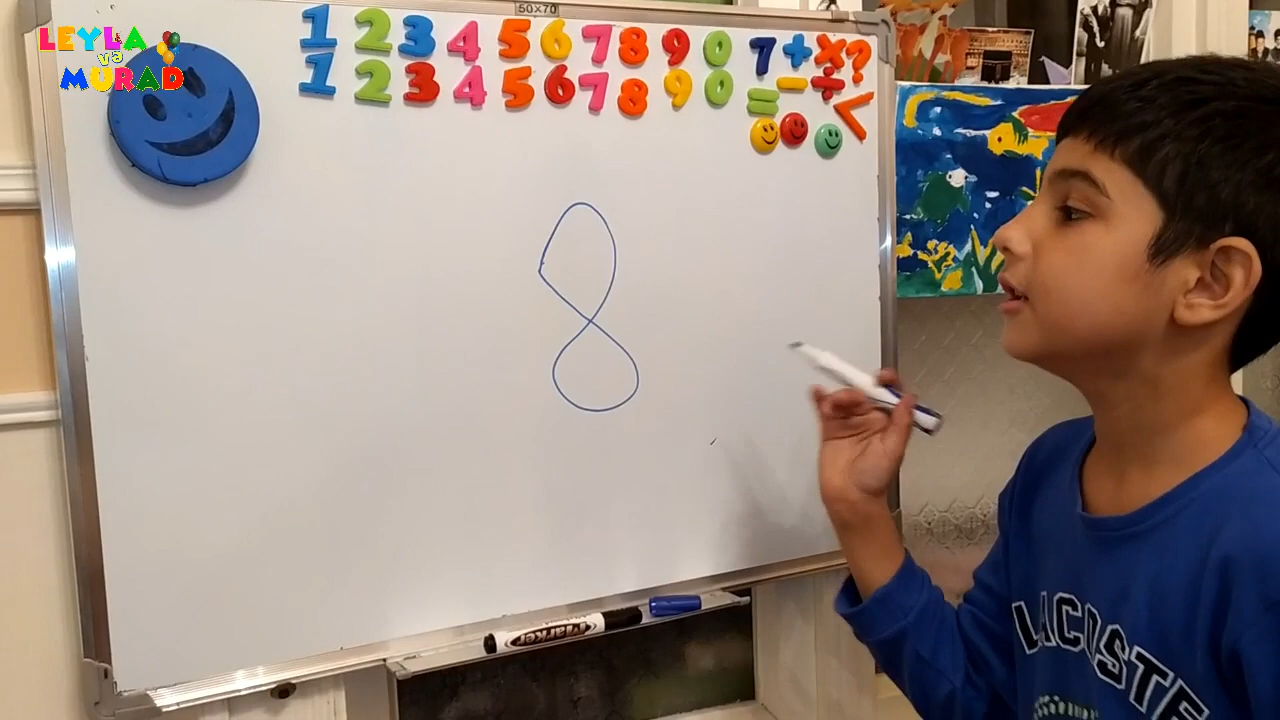 50x70
LEYLA
və
MURAD
1 2 3 4 5 6 7 8 9 0 7 + × ?
1 2 3 4 5 6 7 8 9 0 = − ÷ <
8
Marker
LACOSTE